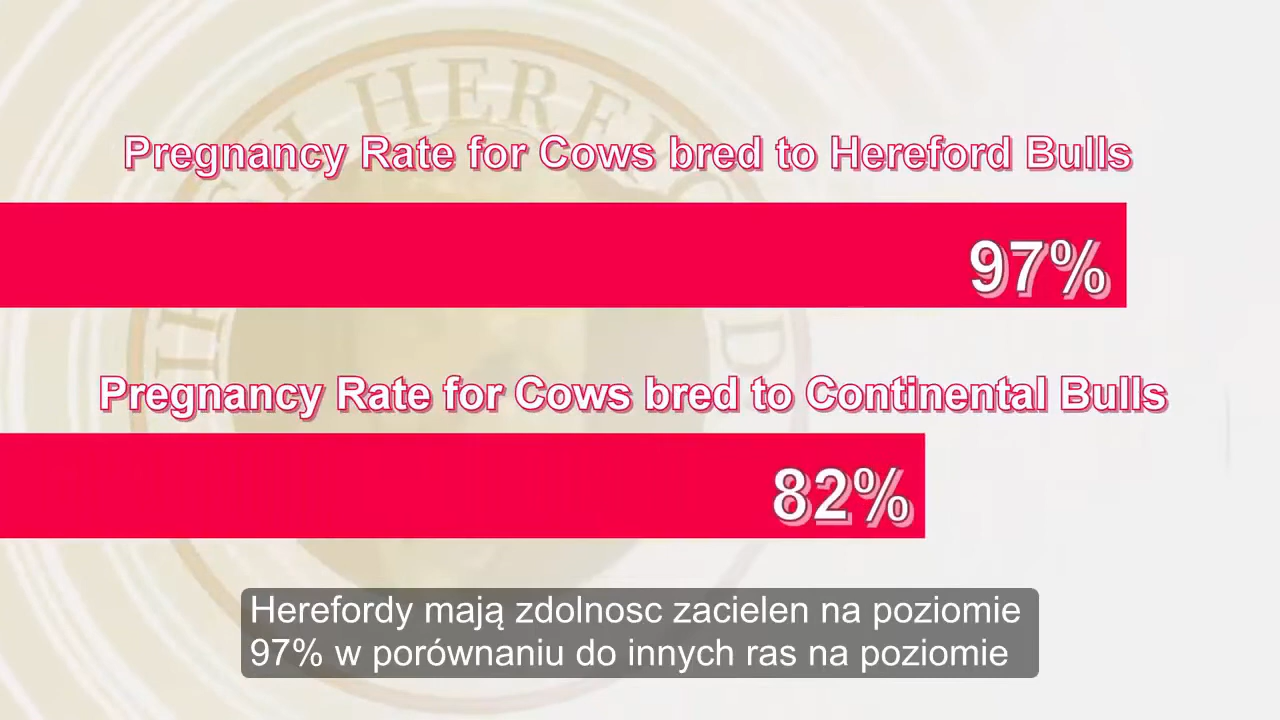 HEREFORD
Pregnancy Rate for Cows bred to Hereford Bulls
97%
Pregnancy Rate for Cows bred to Continental Bulls
82%
Herefordy mają zdolnosc zacielen na poziomie
97% w porównaniu do innych ras na poziomie